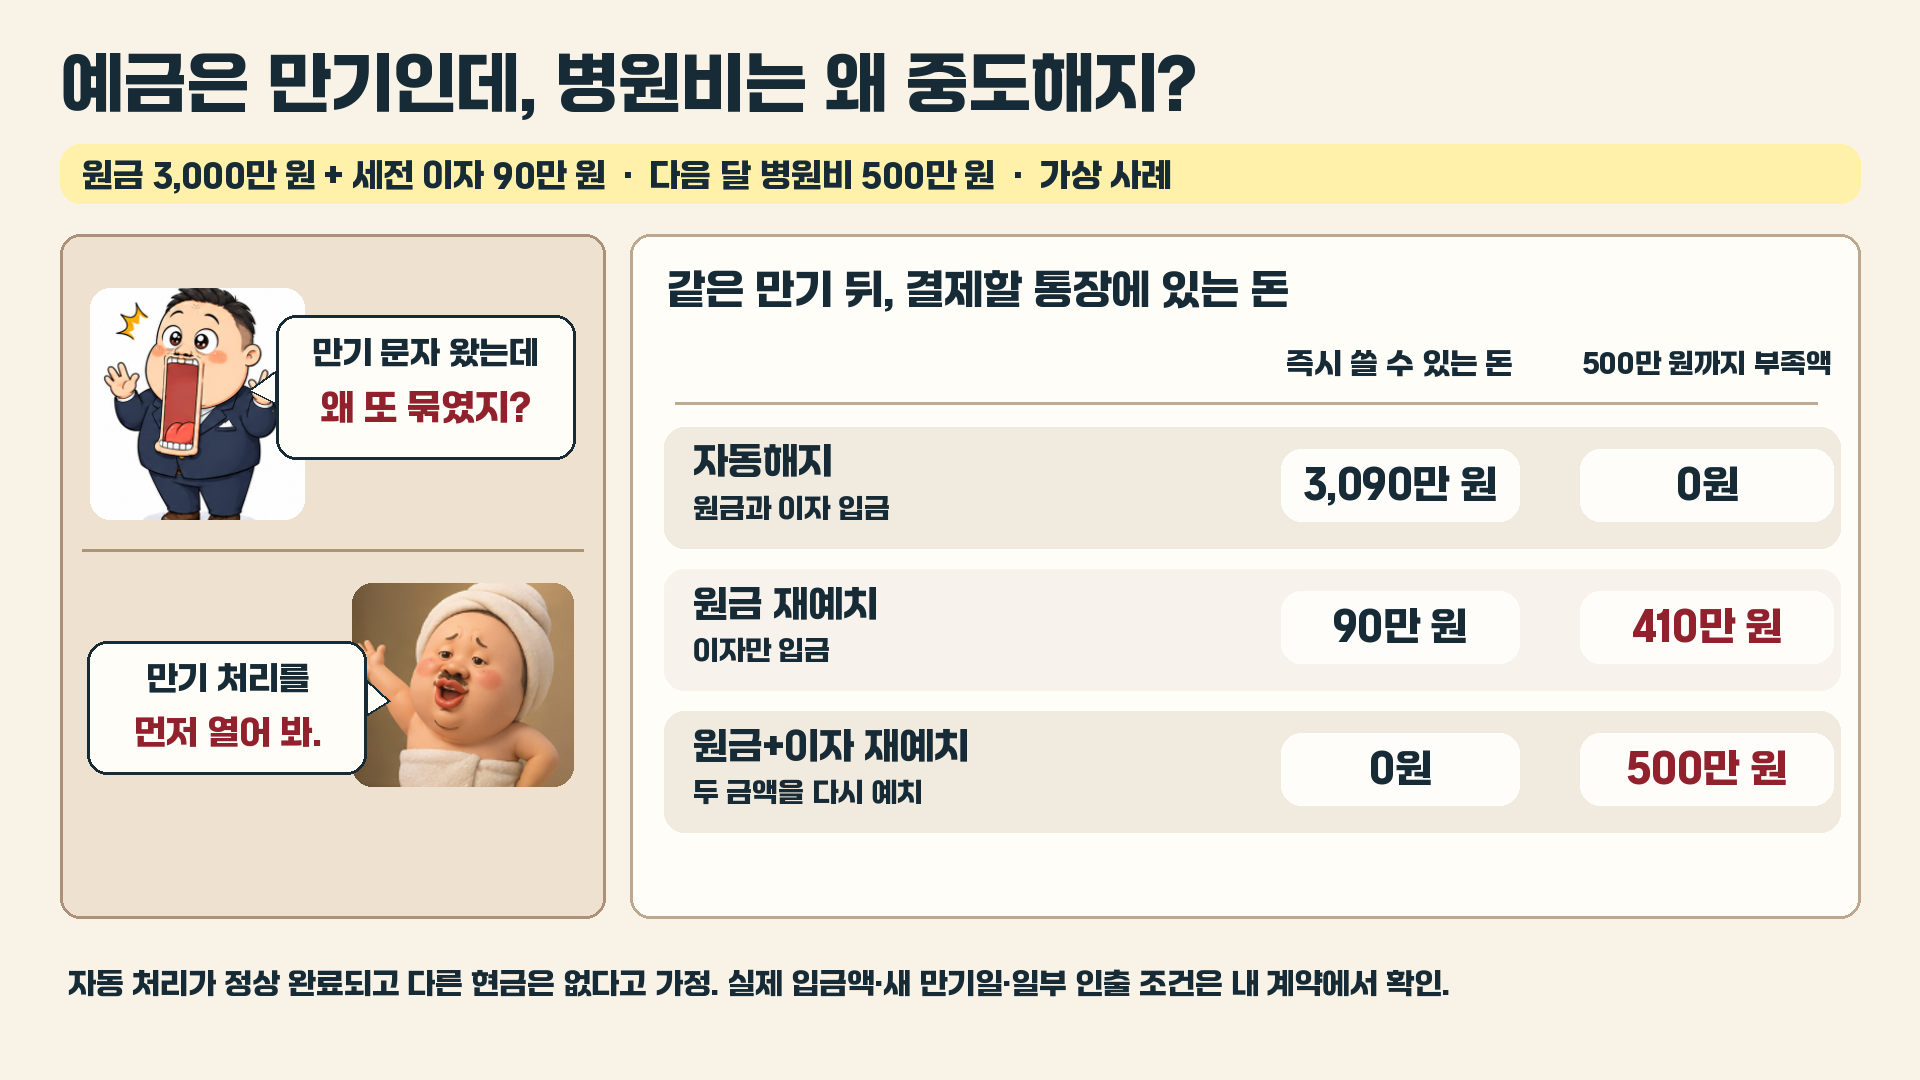 예금은 만기인데, 병원비는 왜 중도해지?
원금 3,000만 원 + 세전 이자 90만 원 · 다음 달 병원비 500만 원 · 가상 사례
만기 문자 왔는데
왜 또 묶였지?
만기 처리를
먼저 열어 봐.
같은 만기 뒤, 결제할 통장에 있는 돈
즉시 쓸 수 있는 돈
500만 원까지 부족액
자동해지
원금과 이자 입금
3,090만 원
0원
원금 재예치
이자만 입금
90만 원
410만 원
원금+이자 재예치
두 금액을 다시 예치
0원
500만 원
자동 처리가 정상 완료되고 다른 현금은 없다고 가정. 실제 입금액·새 만기일·일부 인출 조건은 내 계약에서 확인.